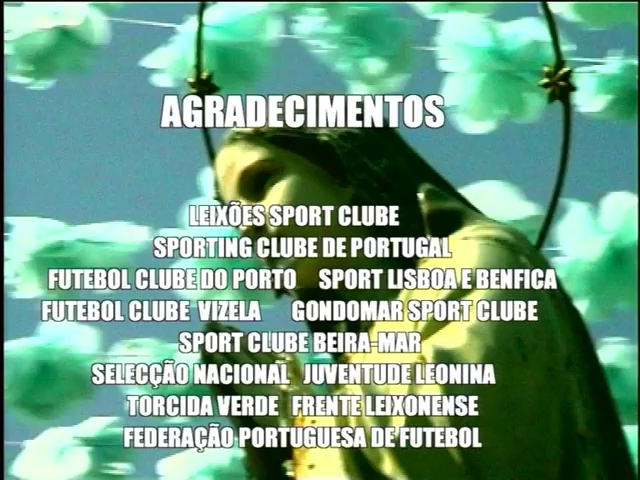 AGRADECIMENTOS
LEIXÕES SPORT CLUBE
SPORTING CLUBE DE PORTUGAL
FUTEBOL CLUBE DO PORTO SPORT LISBOA E BENFICA
FUTEBOL CLUBE VIZELA GONDOMAR SPORT CLUBE
SPORT CLUBE BEIRA-MAR
SELECÇÃO NACIONAL JUVENTUDE LEONINA
TORCIDA VERDE FRENTE LEIXONENSE
FEDERAÇÃO PORTUGUESA DE FUTEBOL